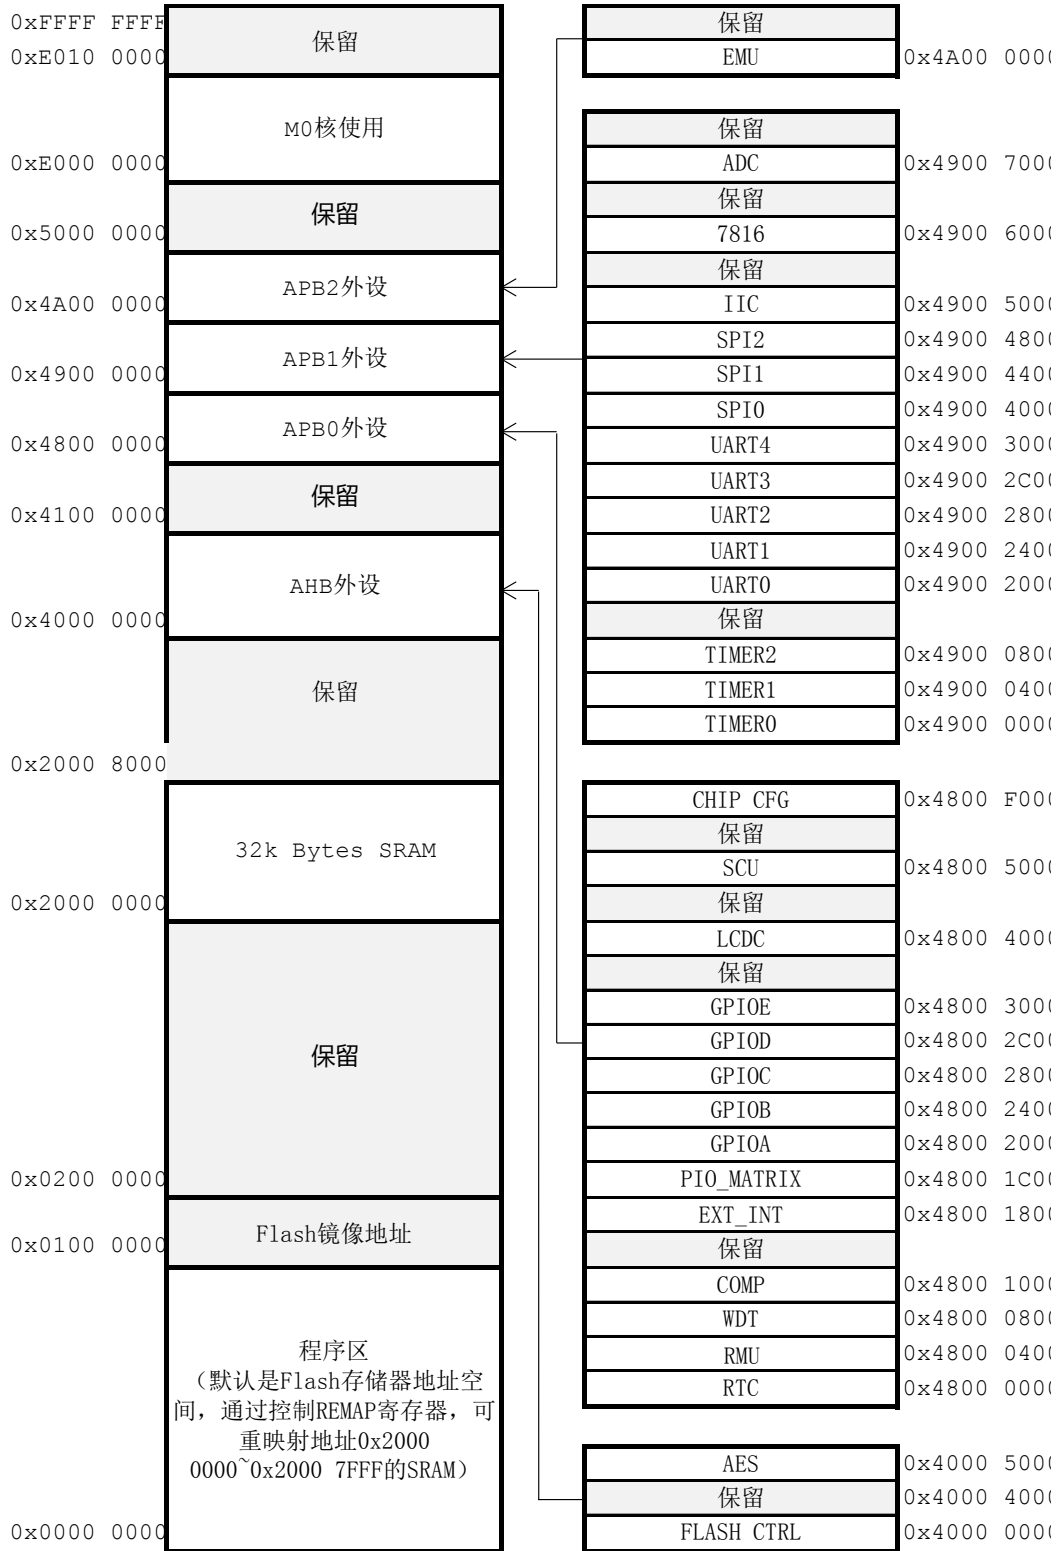 0xFFFF FFFF
保留
0xE010 0000
M0核使用
0xE000 0000
保留
0x5000 0000
APB2外设
0x4A00 0000
APB1外设
0x4900 0000
APB0外设
0x4800 0000
保留
0x4100 0000
AHB外设
0x4000 0000
保留
0x2000 8000
32k Bytes SRAM
0x2000 0000
保留
0x0200 0000
Flash镜像地址
0x0100 0000
程序区
（默认是Flash存储器地址空
间，通过控制REMAP寄存器，可
重映射地址0x2000
0000~0x2000 7FFF的SRAM）
0x0000 0000
保留
EMU 0x4A00 0000
保留
ADC 0x4900 7000
保留
7816 0x4900 6000
保留
IIC 0x4900 5000
SPI2 0x4900 4800
SPI1 0x4900 4400
SPI0 0x4900 4000
UART4 0x4900 3000
UART3 0x4900 2C00
UART2 0x4900 2800
UART1 0x4900 2400
UART0 0x4900 2000
保留
TIMER2 0x4900 0800
TIMER1 0x4900 0400
TIMER0 0x4900 0000
CHIP CFG 0x4800 F000
保留
SCU 0x4800 5000
保留
LCDC 0x4800 4000
保留
GPIOE 0x4800 3000
GPIOD 0x4800 2C00
GPIOC 0x4800 2800
GPIOB 0x4800 2400
GPIOA 0x4800 2000
PIO_MATRIX 0x4800 1C00
EXT_INT 0x4800 1800
保留
COMP 0x4800 1000
WDT 0x4800 0800
RMU 0x4800 0400
RTC 0x4800 0000
AES 0x4000 5000
保留 0x4000 4000
FLASH CTRL 0x4000 0000